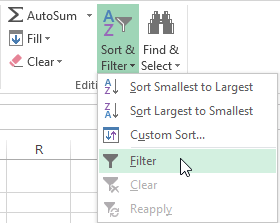 AutoSum
Fill
Clear
Sort &
Filter
Find &
Select
Editi
Sort Smallest to Largest
Sort Largest to Smallest
Custom Sort...
Filter
Clear
Reapply
R